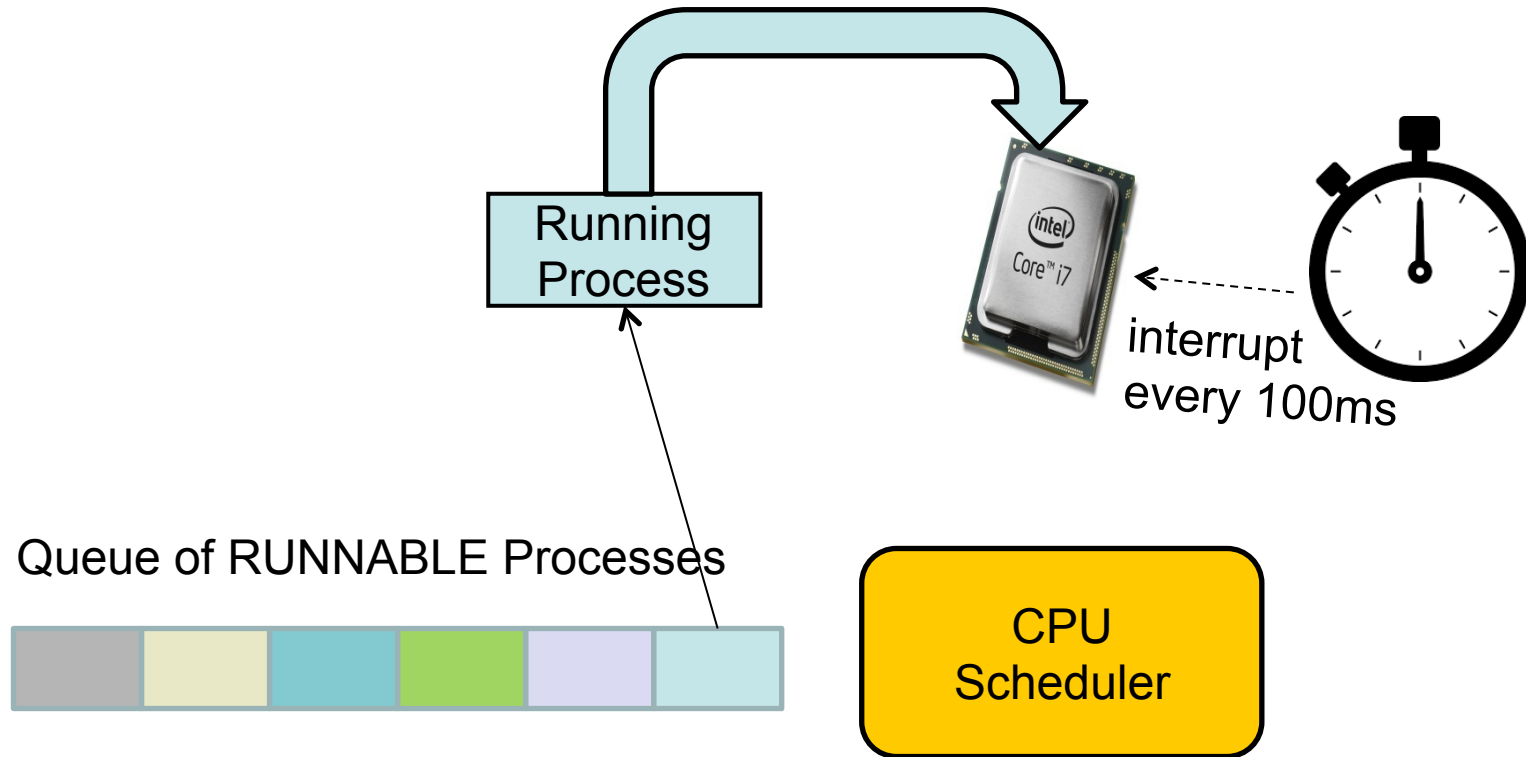 Running
Process
intel
Core™ i7
interrupt
every 100ms
Queue of RUNNABLE Processes
CPU
Scheduler